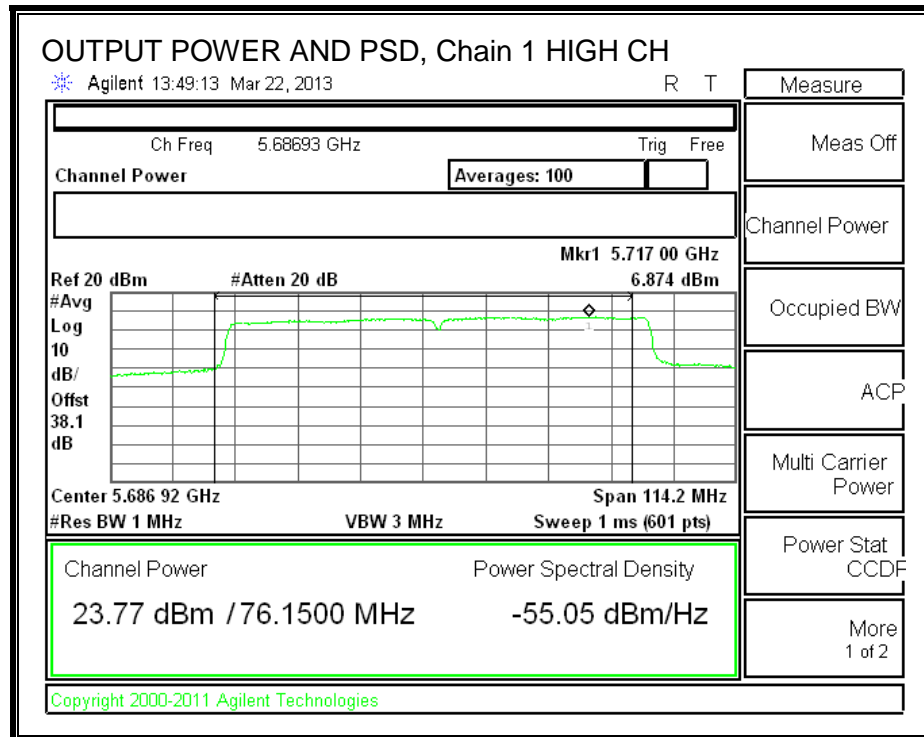 OUTPUT POWER AND PSD, Chain 1 HIGH CH
Agilent 13:49:13 Mar 22, 2013 R T
Measure
Ch Freq 5.68693 GHz Trig Free
Meas Off
Channel Power Averages: 100
Channel Power
Mkr1 5.717 00 GHz
Ref 20 dBm #Atten 20 dB 6.874 dBm
#Avg
Log
10
dB/
Offst
38.1
dB
1
Occupied BW
ACP
Multi Carrier
Power
Center 5.686 92 GHz Span 114.2 MHz
#Res BW 1 MHz VBW 3 MHz Sweep 1 ms (601 pts)
Power Stat
CCDF
Channel Power Power Spectral Density
23.77 dBm / 76.1500 MHz -55.05 dBm/Hz
More
1 of 2
Copyright 2000-2011 Agilent Technologies